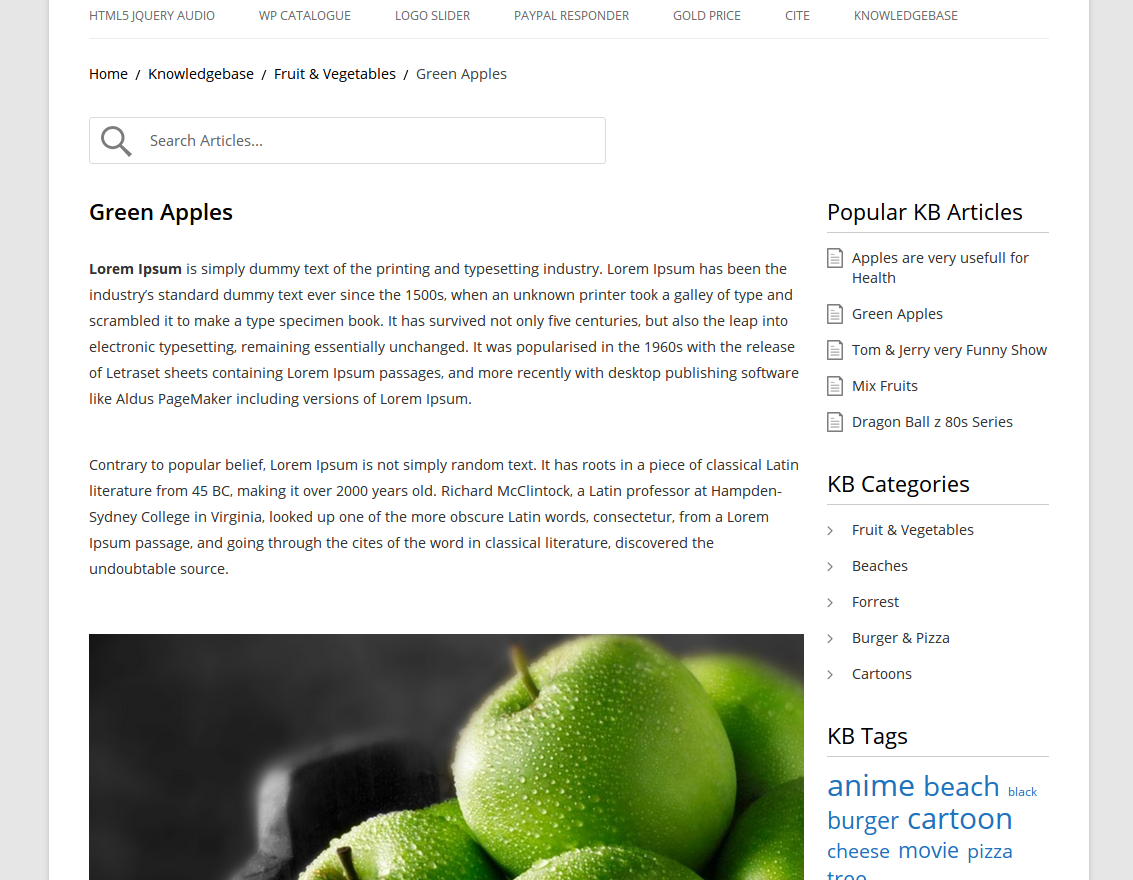 HTML5 JQUERY AUDIO WP CATALOGUE LOGO SLIDER PAYPAL RESPONDER GOLD PRICE CITE KNOWLEDGEBASE
Home / Knowledgebase / Fruit & Vegetables / Green Apples
Search Articles...
Green Apples
Lorem Ipsum is simply dummy text of the printing and typesetting industry. Lorem Ipsum has been the
industry’s standard dummy text ever since the 1500s, when an unknown printer took a galley of type and
scrambled it to make a type specimen book. It has survived not only five centuries, but also the leap into
electronic typesetting, remaining essentially unchanged. It was popularised in the 1960s with the release
of Letraset sheets containing Lorem Ipsum passages, and more recently with desktop publishing software
like Aldus PageMaker including versions of Lorem Ipsum.
Contrary to popular belief, Lorem Ipsum is not simply random text. It has roots in a piece of classical Latin
literature from 45 BC, making it over 2000 years old. Richard McClintock, a Latin professor at Hampden-
Sydney College in Virginia, looked up one of the more obscure Latin words, consectetur, from a Lorem
Ipsum passage, and going through the cites of the word in classical literature, discovered the
undoubtable source.
Popular KB Articles
Apples are very usefull for
Health
Green Apples
Tom & Jerry very Funny Show
Mix Fruits
Dragon Ball z 80s Series
KB Categories
Fruit & Vegetables
Beaches
Forrest
Burger & Pizza
Cartoons
KB Tags
anime beach black
burger cartoon
cheese movie pizza
tree